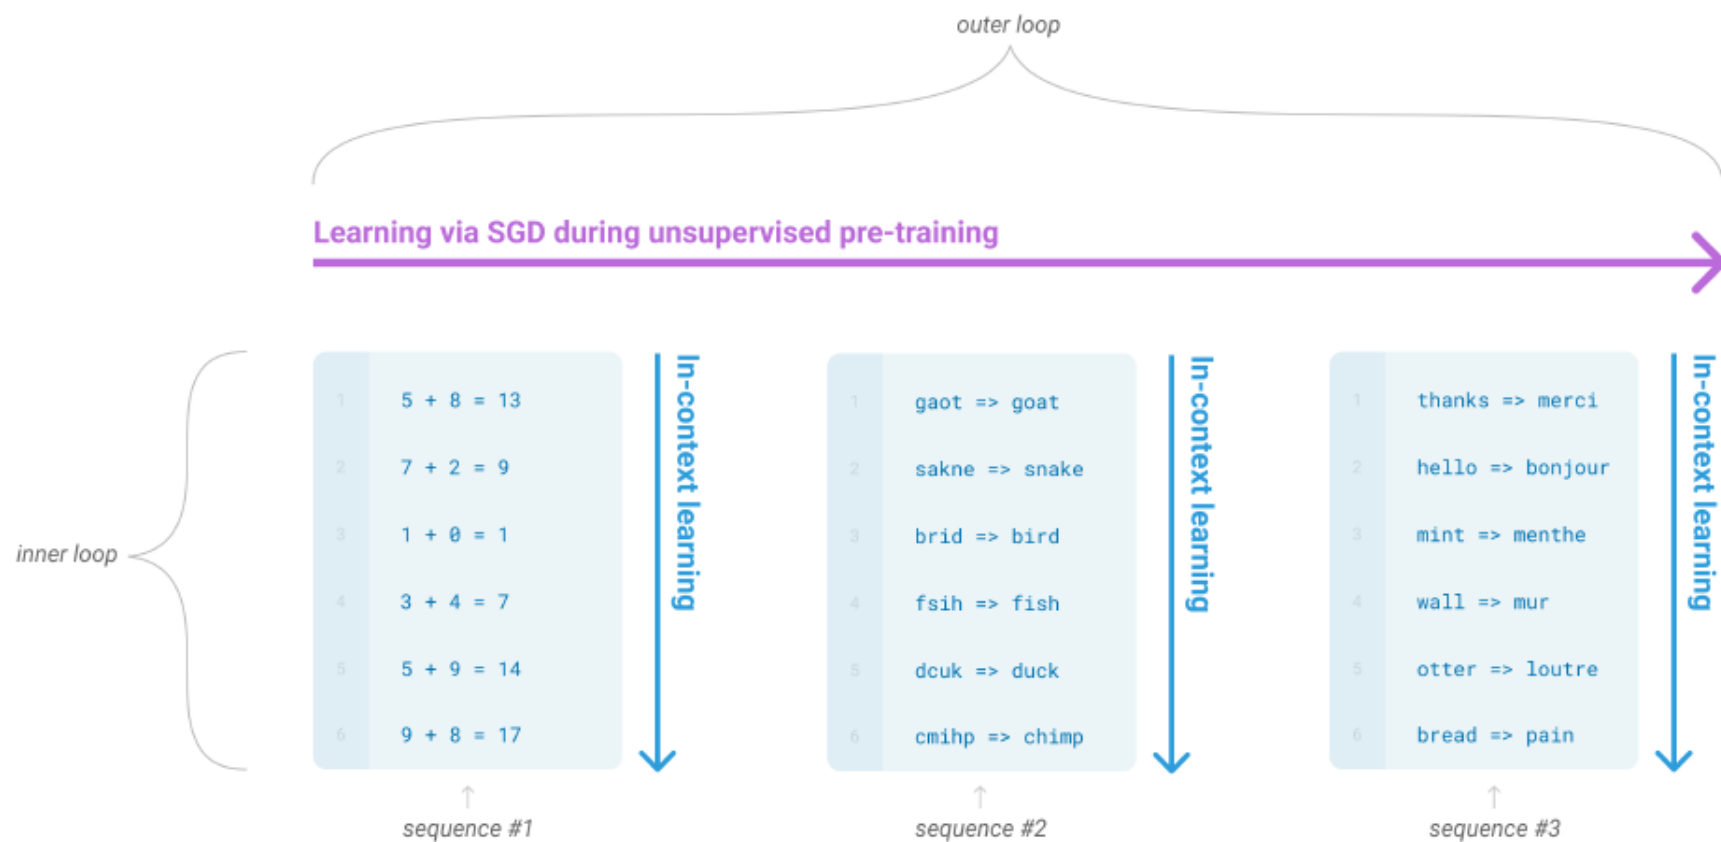 outer loop
Learning via SGD during unsupervised pre-training
inner loop
1 5 + 8 = 13
2 7 + 2 = 9
3 1 + 0 = 1
4 3 + 4 = 7
5 5 + 9 = 14
6 9 + 8 = 17
In-context learning
sequence #1
1 gaot => goat
2 sakne => snake
3 brid => bird
4 fsih => fish
5 dcuk => duck
6 cmihp => chimp
In-context learning
sequence #2
1 thanks => merci
2 hello => bonjour
3 mint => menthe
4 wall => mur
5 otter => loutre
6 bread => pain
In-context learning
sequence #3